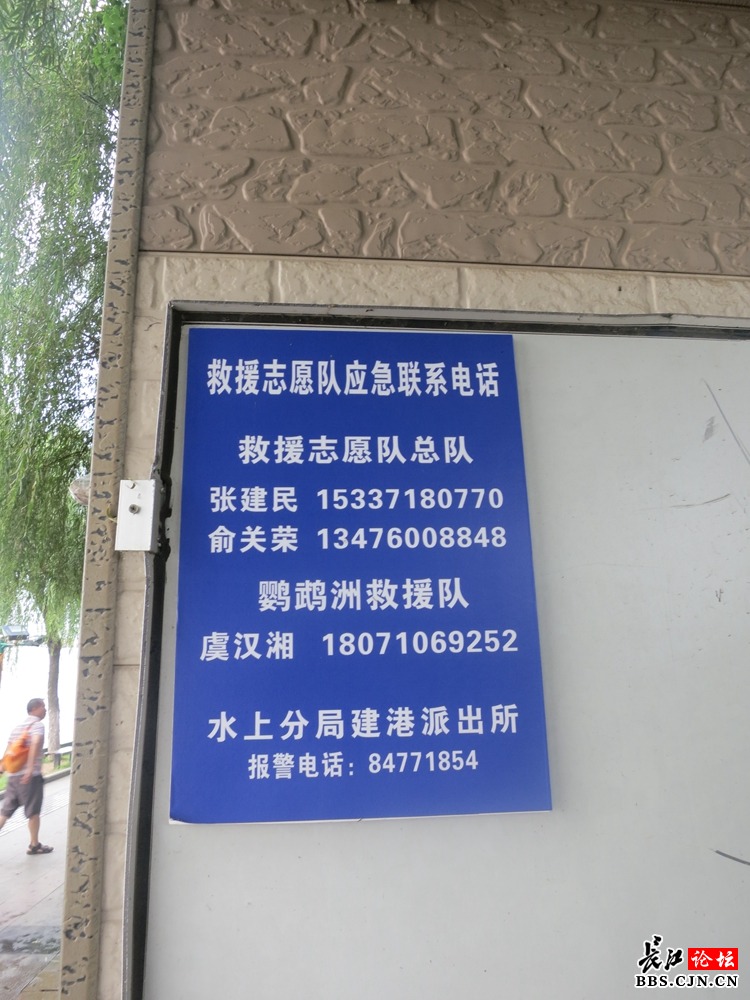 救援志愿队应急联系电话
救援志愿队总队
张建民 15337180770
俞关荣 13476008848
鹦鹉洲救援队
虞汉湘 18071069252
水上分局建港派出所
报警电话：84771854
长江论坛
BBS.CJN.CN